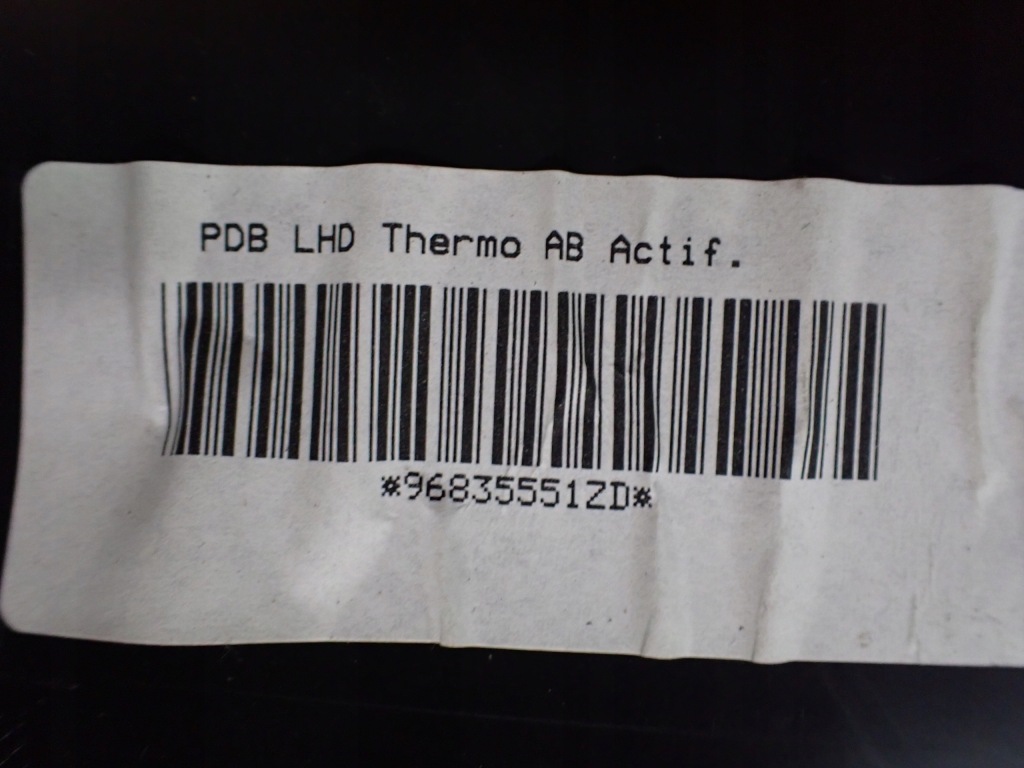 PDB LHD Thermo AB Actif.
*96835551ZD*